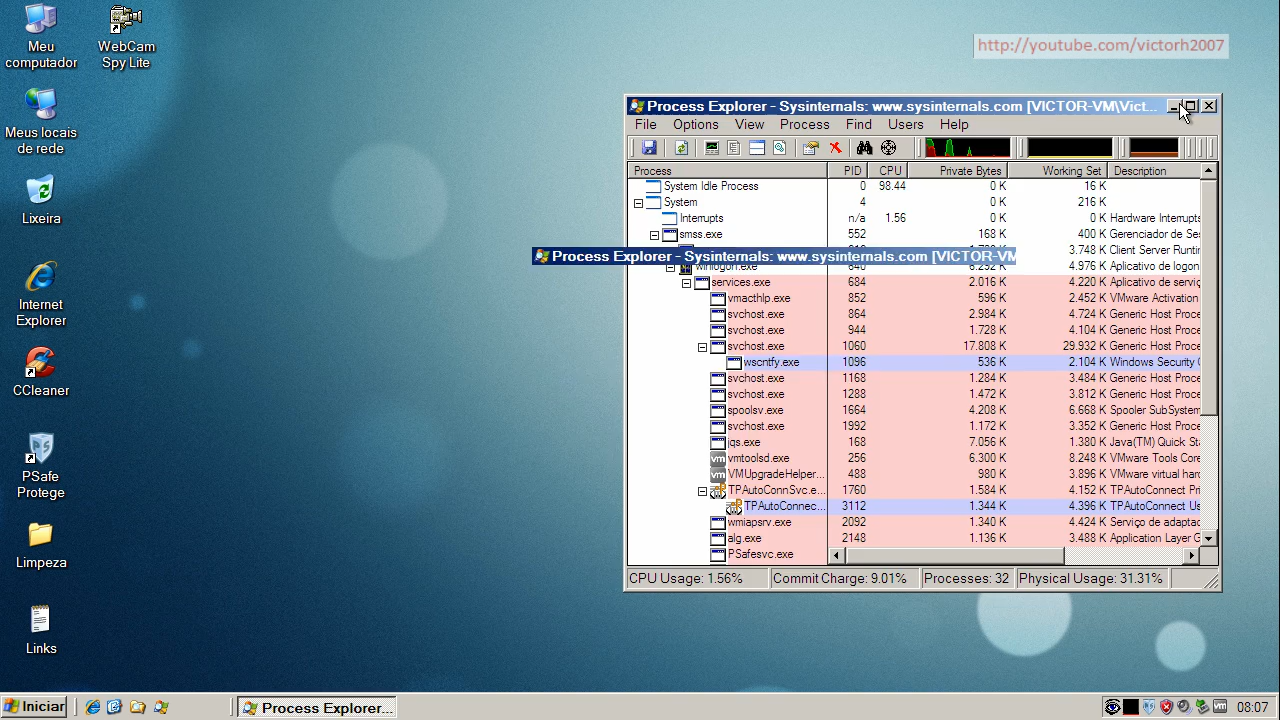 Meu computador
WebCam Spy Lite
Meus locais de rede
Lixeira
Internet Explorer
CCleaner
PSafe Protege
Limpeza
Links
http://youtube.com/victorh2007
Process Explorer - Sysinternals: www.sysinternals.com [VICTOR-VM\Vict...
File Options View Process Find Users Help
Process PID CPU Private Bytes Working Set Description
System Idle Process 0 98.44 0 K 16 K
System 4 0 K 216 K
Interrupts n/a 1.56 0 K 0 K Hardware Interrupts
smss.exe 552 168 K 400 K Gerenciador de Se
3.748 K Client Server Runtin
Process Explorer - Sysinternals: www.sysinternals.com [VICTOR-VM
winlogon.exe 640 6.292 K 4.976 K Aplicativo de logon
services.exe 684 2.016 K 4.220 K Aplicativo de serviç
vmacthlp.exe 852 596 K 2.452 K VMware Activation
svchost.exe 864 2.984 K 4.724 K Generic Host Proce
svchost.exe 944 1.728 K 4.104 K Generic Host Proce
svchost.exe 1060 17.808 K 29.932 K Generic Host Proce
wscntfy.exe 1096 536 K 2.104 K Windows Security C
svchost.exe 1168 1.284 K 3.484 K Generic Host Proce
svchost.exe 1288 1.472 K 3.812 K Generic Host Proce
spoolsv.exe 1664 4.208 K 6.668 K Spooler SubSystem
svchost.exe 1992 1.172 K 3.352 K Generic Host Proce
jqs.exe 168 7.056 K 1.380 K Java(TM) Quick Sta
vmtoolsd.exe 256 6.300 K 8.248 K VMware Tools Core
VMUpgradeHelper... 488 980 K 3.896 K VMware virtual hard
TPAutoConnSvc.e... 1760 1.584 K 4.152 K TPAutoConnect Pri
TPAutoConnec... 3112 1.344 K 4.396 K TPAutoConnect Us
wmiapsrv.exe 2092 1.340 K 4.424 K Serviço de adaptad
alg.exe 2148 1.136 K 3.488 K Application Layer G
PSafesvc.exe
CPU Usage: 1.56% Commit Charge: 9.01% Processes: 32 Physical Usage: 31.31%
Iniciar
Process Explorer...
vm
08:07